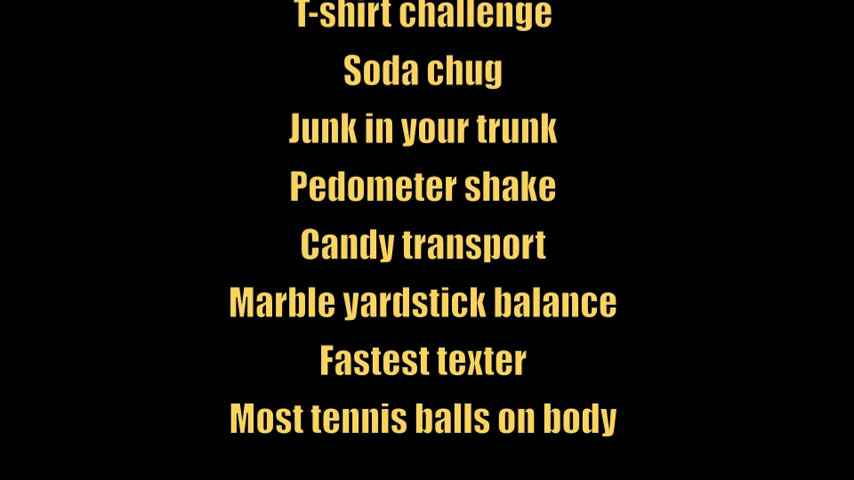 T-shirt challenge
Soda chug
Junk in your trunk
Pedometer shake
Candy transport
Marble yardstick balance
Fastest texter
Most tennis balls on body